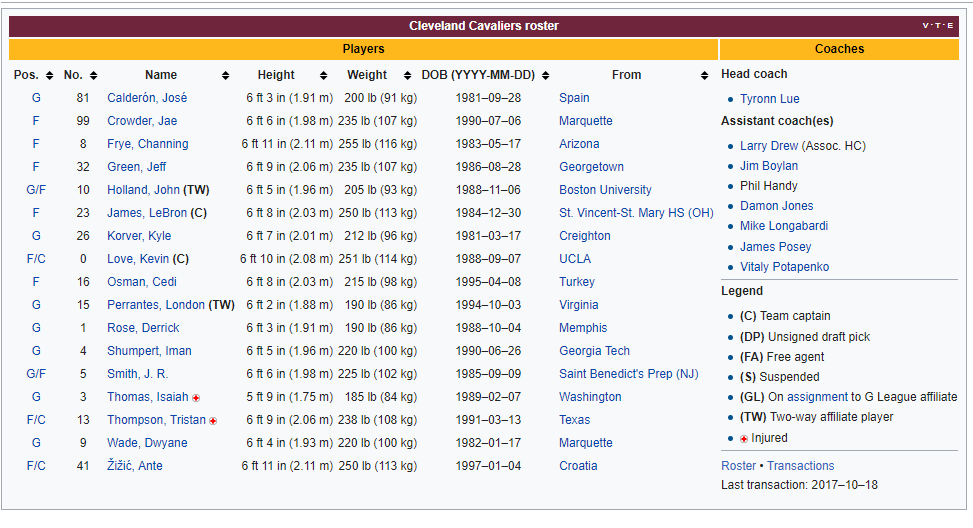 Cleveland Cavaliers roster
V · T · E
Players
Coaches
Pos. No. Name Height Weight DOB (YYYY-MM-DD) From
G 81 Calderón, José 6 ft 3 in (1.91 m) 200 lb (91 kg) 1981–09–28 Spain
F 99 Crowder, Jae 6 ft 6 in (1.98 m) 235 lb (107 kg) 1990–07–06 Marquette
F 8 Frye, Channing 6 ft 11 in (2.11 m) 255 lb (116 kg) 1983–05–17 Arizona
F 32 Green, Jeff 6 ft 9 in (2.06 m) 235 lb (107 kg) 1986–08–28 Georgetown
G/F 10 Holland, John (TW) 6 ft 5 in (1.96 m) 205 lb (93 kg) 1988–11–06 Boston University
F 23 James, LeBron (C) 6 ft 8 in (2.03 m) 250 lb (113 kg) 1984–12–30 St. Vincent-St. Mary HS (OH)
G 26 Korver, Kyle 6 ft 7 in (2.01 m) 212 lb (96 kg) 1981–03–17 Creighton
F/C 0 Love, Kevin (C) 6 ft 10 in (2.08 m) 251 lb (114 kg) 1988–09–07 UCLA
F 16 Osman, Cedi 6 ft 8 in (2.03 m) 215 lb (98 kg) 1995–04–08 Turkey
G 15 Perrantes, London (TW) 6 ft 2 in (1.88 m) 190 lb (86 kg) 1994–10–03 Virginia
G 1 Rose, Derrick 6 ft 3 in (1.91 m) 190 lb (86 kg) 1988–10–04 Memphis
G 4 Shumpert, Iman 6 ft 5 in (1.96 m) 220 lb (100 kg) 1990–06–26 Georgia Tech
G/F 5 Smith, J. R. 6 ft 6 in (1.98 m) 225 lb (102 kg) 1985–09–09 Saint Benedict's Prep (NJ)
G 3 Thomas, Isaiah 5 ft 9 in (1.75 m) 185 lb (84 kg) 1989–02–07 Washington
F/C 13 Thompson, Tristan 6 ft 9 in (2.06 m) 238 lb (108 kg) 1991–03–13 Texas
G 9 Wade, Dwyane 6 ft 4 in (1.93 m) 220 lb (100 kg) 1982–01–17 Marquette
F/C 41 Žižić, Ante 6 ft 11 in (2.11 m) 250 lb (113 kg) 1997–01–04 Croatia
Head coach
• Tyronn Lue
Assistant coach(es)
• Larry Drew (Assoc. HC)
• Jim Boylan
• Phil Handy
• Damon Jones
• Mike Longabardi
• James Posey
• Vitaly Potapenko
Legend
• (C) Team captain
• (DP) Unsigned draft pick
• (FA) Free agent
• (S) Suspended
• (GL) On assignment to G League affiliate
• (TW) Two-way affiliate player
• Injured
Roster • Transactions
Last transaction: 2017–10–18